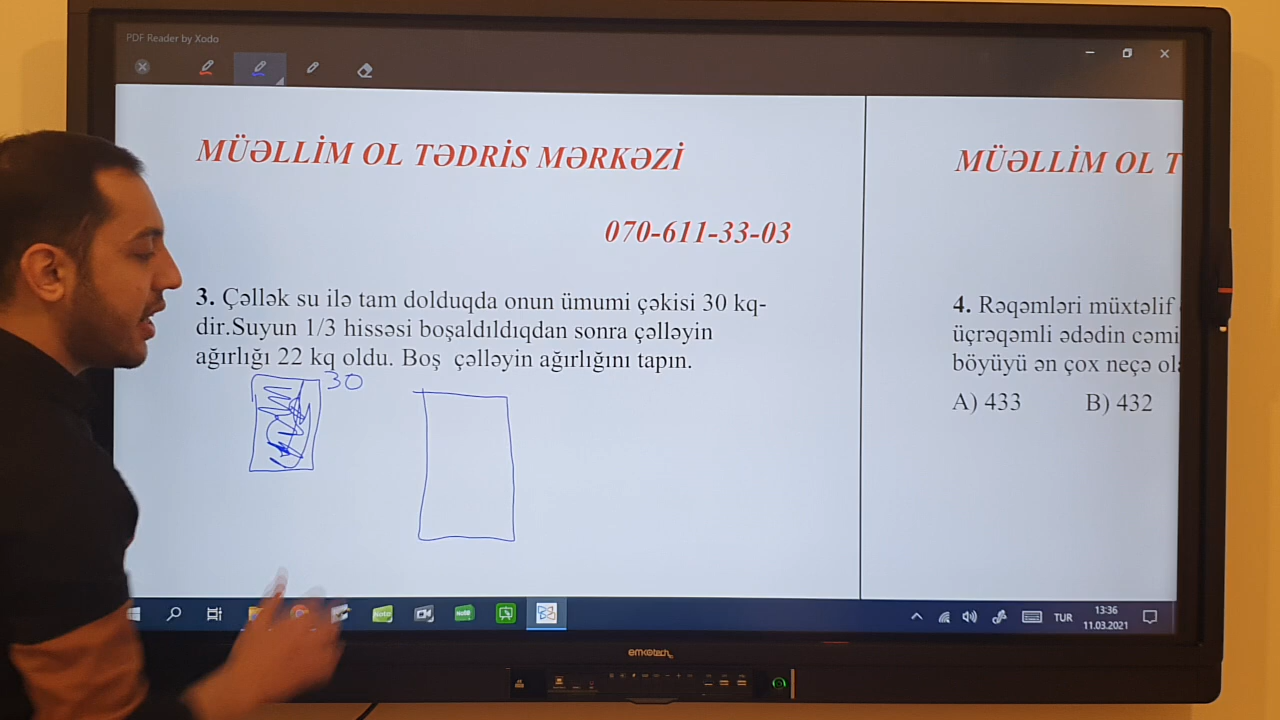 PDF Reader by Xodo
MÜƏLLİM OL TƏDRİS MƏRKƏZİ
070-611-33-03
3. Çəllək su ilə tam dolduqda onun ümumi çəkisi 30 kq-
dir.Suyun 1/3 hissəsi boşaldıldıqdan sonra çəlləyin
ağırlığı 22 kq oldu. Boş çəlləyin ağırlığını tapın.
30
MÜƏLLİM OL T
4. Rəqəmləri müxtəlif
üçrəqəmli ədədin cəmi
böyüyü ən çox neçə ola
A) 433 B) 432
TUR
13:36
11.03.2021
emkotech